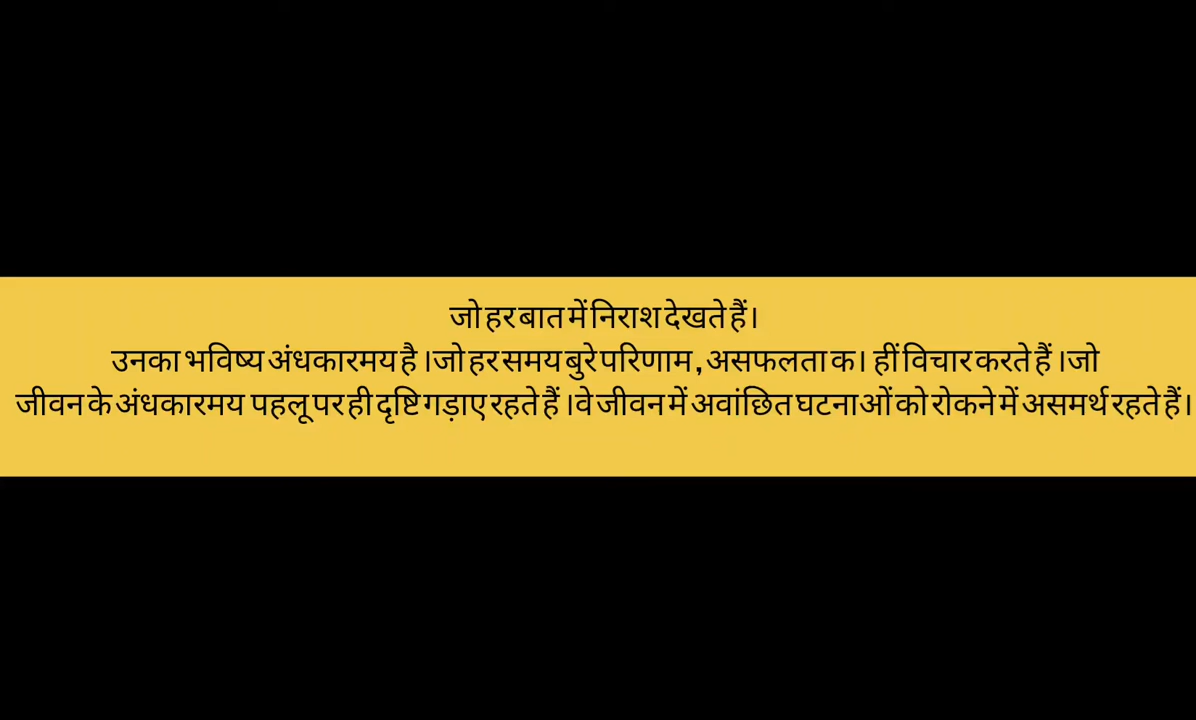 जो हर बात में निराश देखते हैं।
उनका भविष्य अंधकारमय है ।जो हर समय बुरे परिणाम , असफलता क। हीं विचार करते हैं ।जो
जीवन के अंधकारमय पहलू पर ही दृष्टि गड़ाए रहते हैं ।वे जीवन में अवांछित घटनाओं को रोकने में असमर्थ रहते हैं।